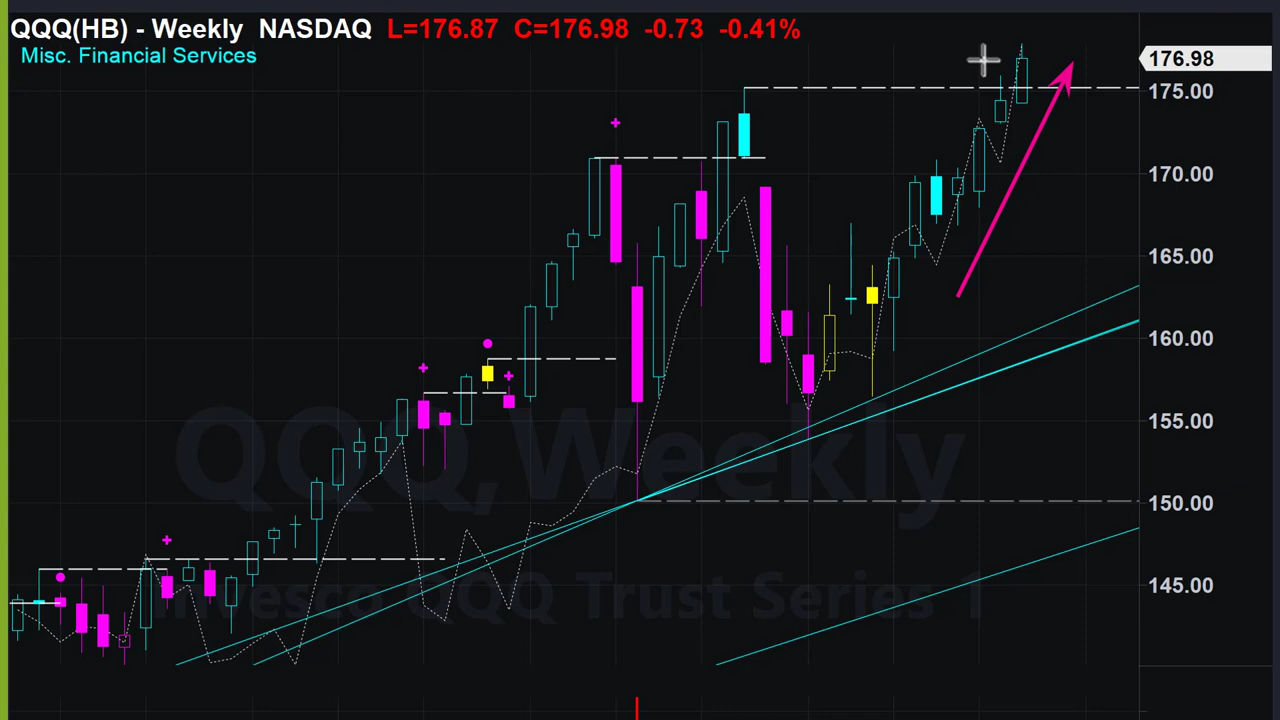 QQQ(HB) - Weekly NASDAQ L=176.87 C=176.98 -0.73 -0.41%
Misc. Financial Services
176.98
175.00
170.00
165.00
160.00
155.00
QQQ,Weekly
150.00
145.00
Invesco QQQ Trust Series 1